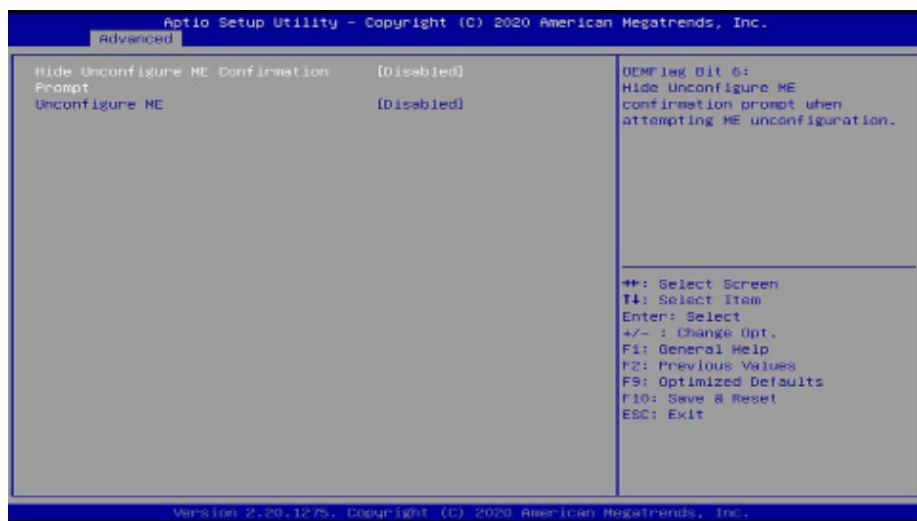 Aptio Setup Utility – Copyright (C) 2020 American Megatrends, Inc.
Advanced
Hide Unconfigure ME Confirmation Prompt [Disabled]
Unconfigure ME [Disabled]
OEMFlag Bit 6:
Hide Unconfigure ME
confirmation prompt when
attempting ME unconfiguration.
→←: Select Screen
↑↓: Select Item
Enter: Select
+/- : Change Opt.
F1: General Help
F2: Previous Values
F9: Optimized Defaults
F10: Save & Reset
ESC: Exit
Version 2.20.1275. Copyright (C) 2020 American Megatrends, Inc.